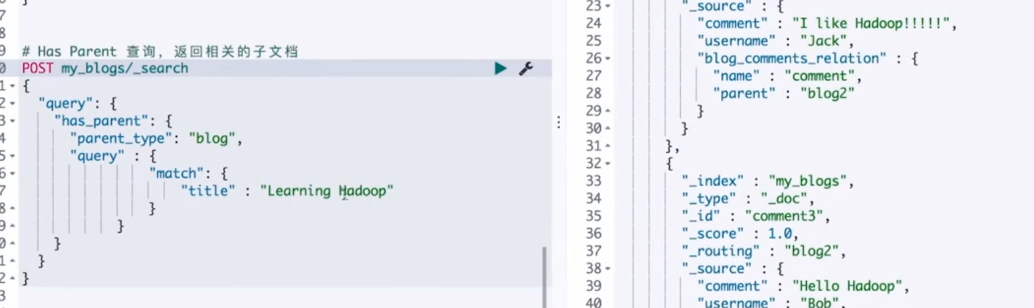 # Has Parent 查询，返回相关的子文档
POST my_blogs/_search
{
"query": {
"has_parent": {
"parent_type": "blog",
"query" : {
"match": {
"title" : "Learning Hadoop"
}
}
}
}
}
23
"_source" : {
24
"comment" : "I like Hadoop!!!!!",
25
"username" : "Jack",
26
"blog_comments_relation" : {
27
"name" : "comment",
28
"parent" : "blog2"
29
}
30
}
31
},
32
{
33
"_index" : "my_blogs",
34
"_type" : "_doc",
35
"_id" : "comment3",
36
"_score" : 1.0,
37
"_routing" : "blog2",
38
"_source" : {
39
"comment" : "Hello Hadoop",
40
"username" : "Bob",